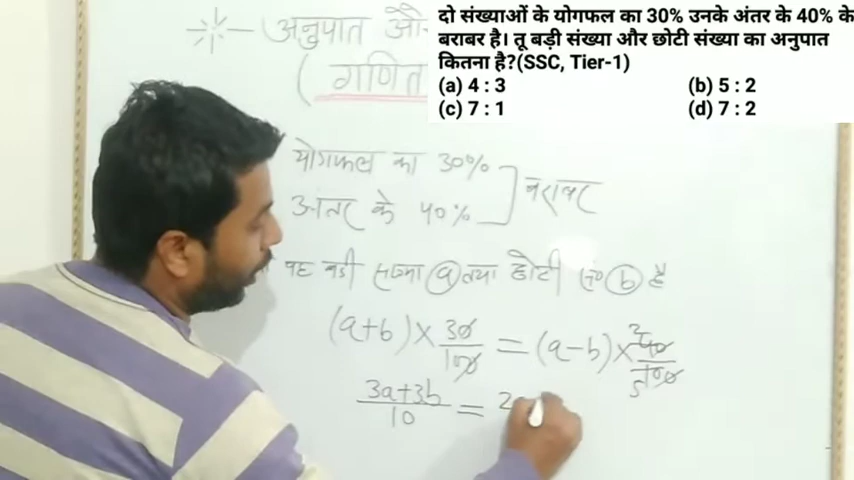 दो संख्याओं के योगफल का 30% उनके अंतर के 40% के
बराबर है। तू बड़ी संख्या और छोटी संख्या का अनुपात
कितना है?(SSC, Tier-1)
(a) 4 : 3 (b) 5 : 2
(c) 7 : 1 (d) 7 : 2
अनुपात औ
( गणित
योगफल का 30%
अंतर के 40% ] बराबर
बड़ी संख्या (a) तथा छोटी सं० (b) है
(a+b) × 30/100 = (a-b) × 40/100
3a+3b/10 = 2